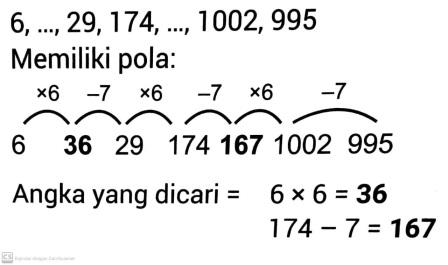 6, ..., 29, 174, ..., 1002, 995
Memiliki pola:
×6 –7 ×6 –7 ×6 –7
6 36 29 174 167 1002 995
Angka yang dicari = 6 × 6 = 36
174 – 7 = 167
CS